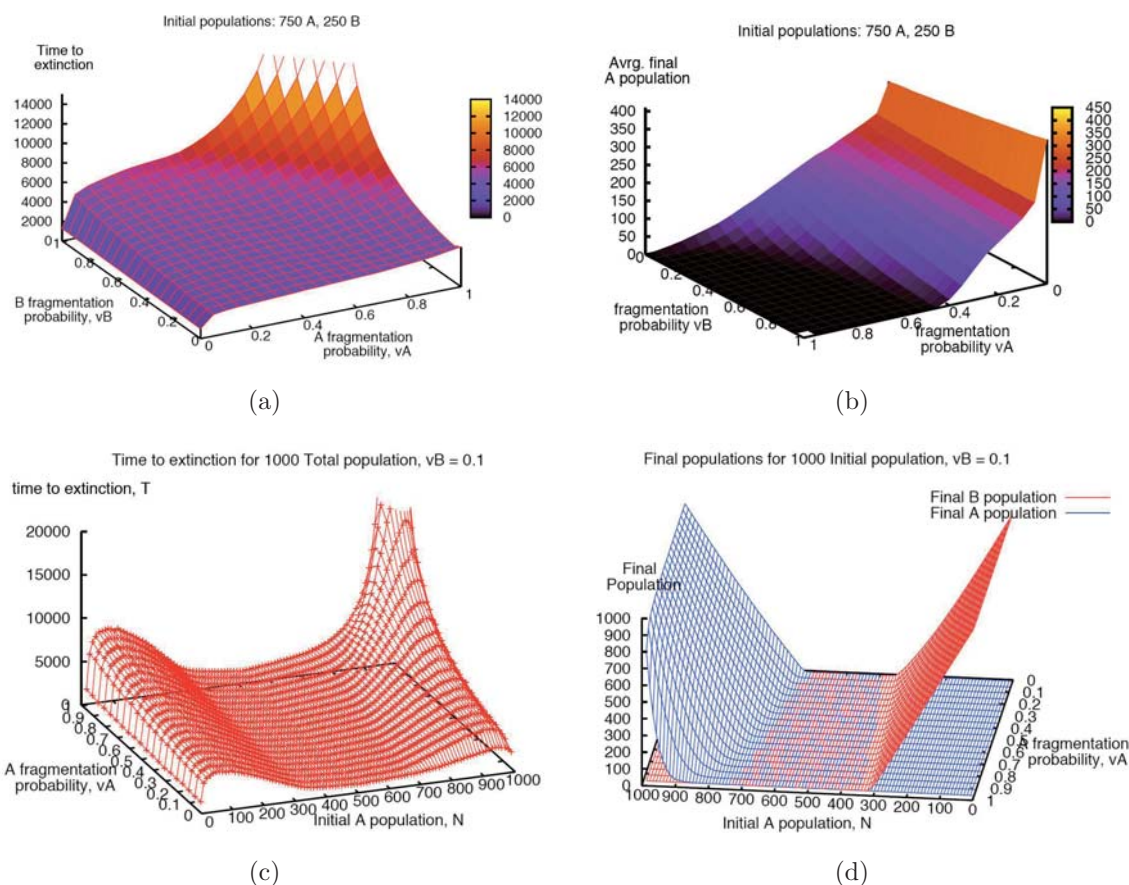 Initial populations: 750 A, 250 B
Time to
extinction
14000
12000
10000
8000
6000
4000
2000
0
1
0.8
0.6
0.4
0.2
0
B fragmentation
probability, vB
0
0.2
0.4
0.6
0.8
1
A fragmentation
probability, vA
14000
12000
10000
8000
6000
4000
2000
0
(a)
Initial populations: 750 A, 250 B
Avrg. final
A population
400
350
300
250
200
150
100
50
0
0
0.2
0.4
0.6
0.8
1
fragmentation
probability vB
1
0.8
0.6
0.4
0.2
0
fragmentation
probability vA
450
400
350
300
250
200
150
100
50
0
(b)
Time to extinction for 1000 Total population, vB = 0.1
time to extinction, T
20000
15000
10000
5000
0
0.9
0.8
0.7
0.6
0.5
0.4
0.3
0.2
0.1
0
A fragmentation
probability, vA
0 100 200 300 400 500 600 700 800 900 1000
Initial A population, N
(c)
Final populations for 1000 Initial population, vB = 0.1
Final B population
Final A population
Final
Population
1000
900
800
700
600
500
400
300
200
100
0
1000 900 800 700 600 500 400 300 200 100 0
Initial A population, N
0
0.1
0.2
0.3
0.4
0.5
0.6
0.7
0.8
0.9
1
A fragmentation
probability, vA
(d)